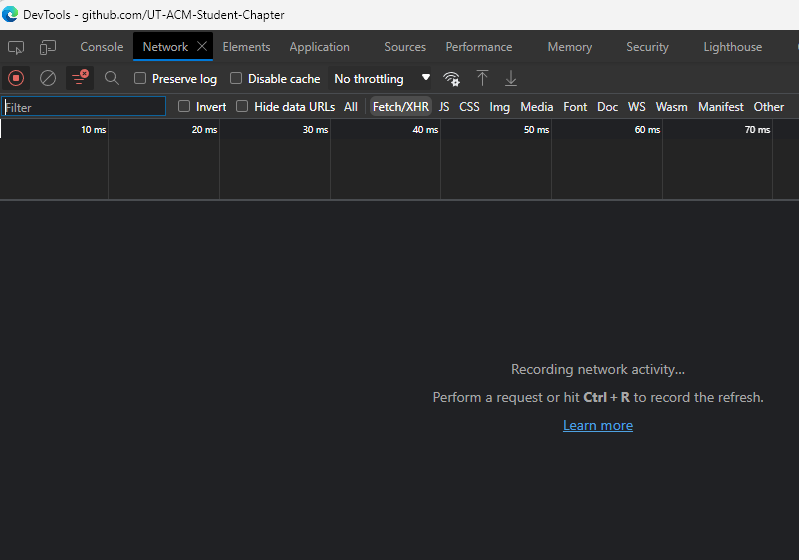 DevTools - github.com/UT-ACM-Student-Chapter
Console Network Elements Application Sources Performance Memory Security Lighthouse
Preserve log Disable cache No throttling
Filter Invert Hide data URLs All Fetch/XHR JS CSS Img Media Font Doc WS Wasm Manifest Other
10 ms 20 ms 30 ms 40 ms 50 ms 60 ms 70 ms
Recording network activity...
Perform a request or hit Ctrl + R to record the refresh.
Learn more